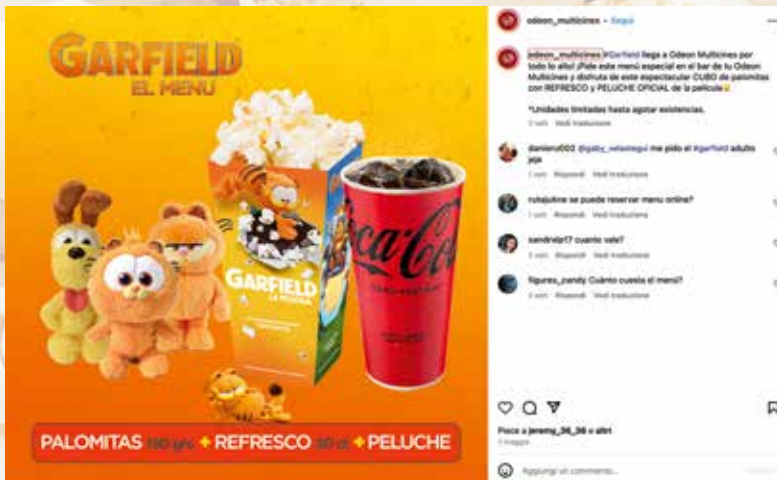 GARFIELD
EL MENU
GARFIELD
LA PELÍCULA
Coca-Cola
PALOMITAS + REFRESCO + PELUCHE
odeon_multicines • Segui
odeon_multicines #Garfield llega a Odeon Multicines por
todo lo alto! ¡Pide este menú especial en el bar de tu Odeon
Multicines y disfruta de este espectacular CUBO de palomitas
con REFRESCO y PELUCHE OFICIAL de la película
*Unidades limitadas hasta agotar existencias.
Vedi traduzione
me pido el #garfield adulto
jaja
Rispondi Vedi traduzione
se puede reservar menu online?
Rispondi Vedi traduzione
cuanto vale?
Rispondi Vedi traduzione
Cuánto cuesta el menú?
Rispondi Vedi traduzione
Piace a jeremy_36_36 e altri
Aggiungi un commento...